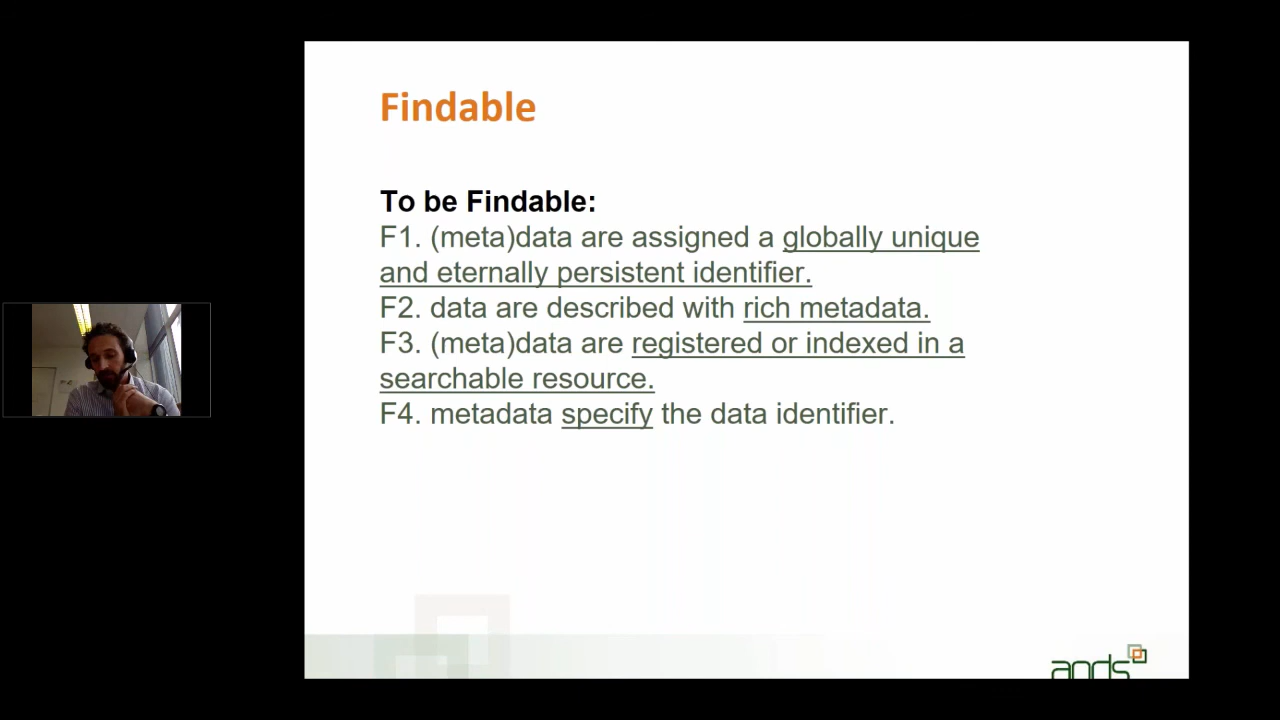 Findable
To be Findable:
F1. (meta)data are assigned a globally unique
and eternally persistent identifier.
F2. data are described with rich metadata.
F3. (meta)data are registered or indexed in a
searchable resource.
F4. metadata specify the data identifier.
ands